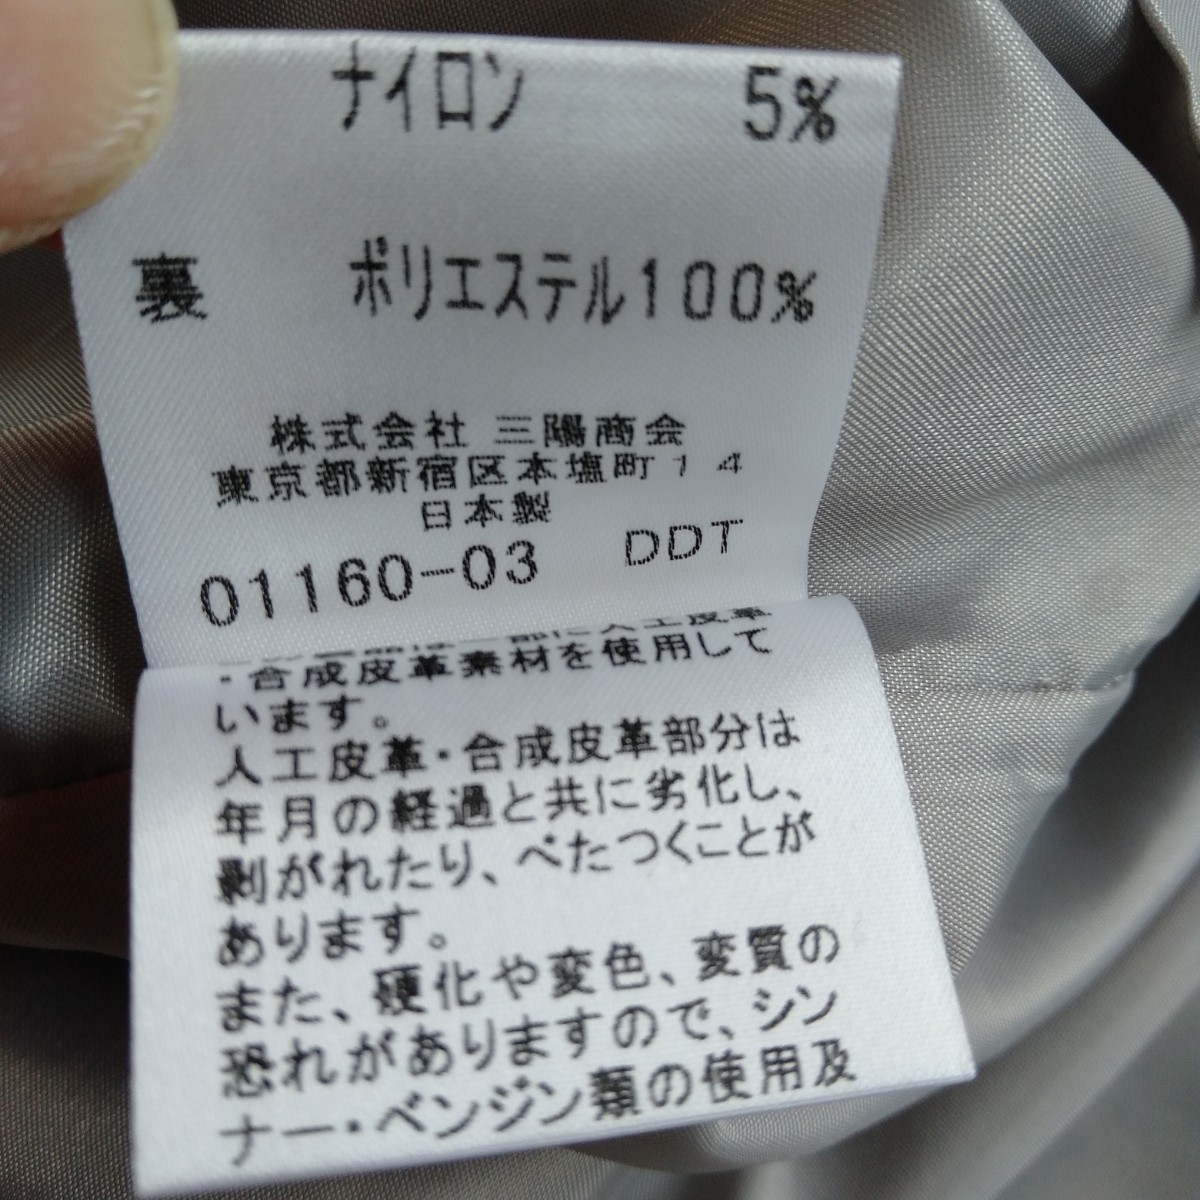 ナイロン 5%
裏 ポリエステル100%
株式会社 三陽商会
東京都新宿区本塩町14
日本製
01160-03 DDT
・合成皮革素材を使用して
います。
人工皮革・合成皮革部分は
年月の経過と共に劣化し、
剥がれたり、べたつくことが
あります。
また、硬化や変色、変質の
恐れがありますので、シン
ナー・ベンジン類の使用及